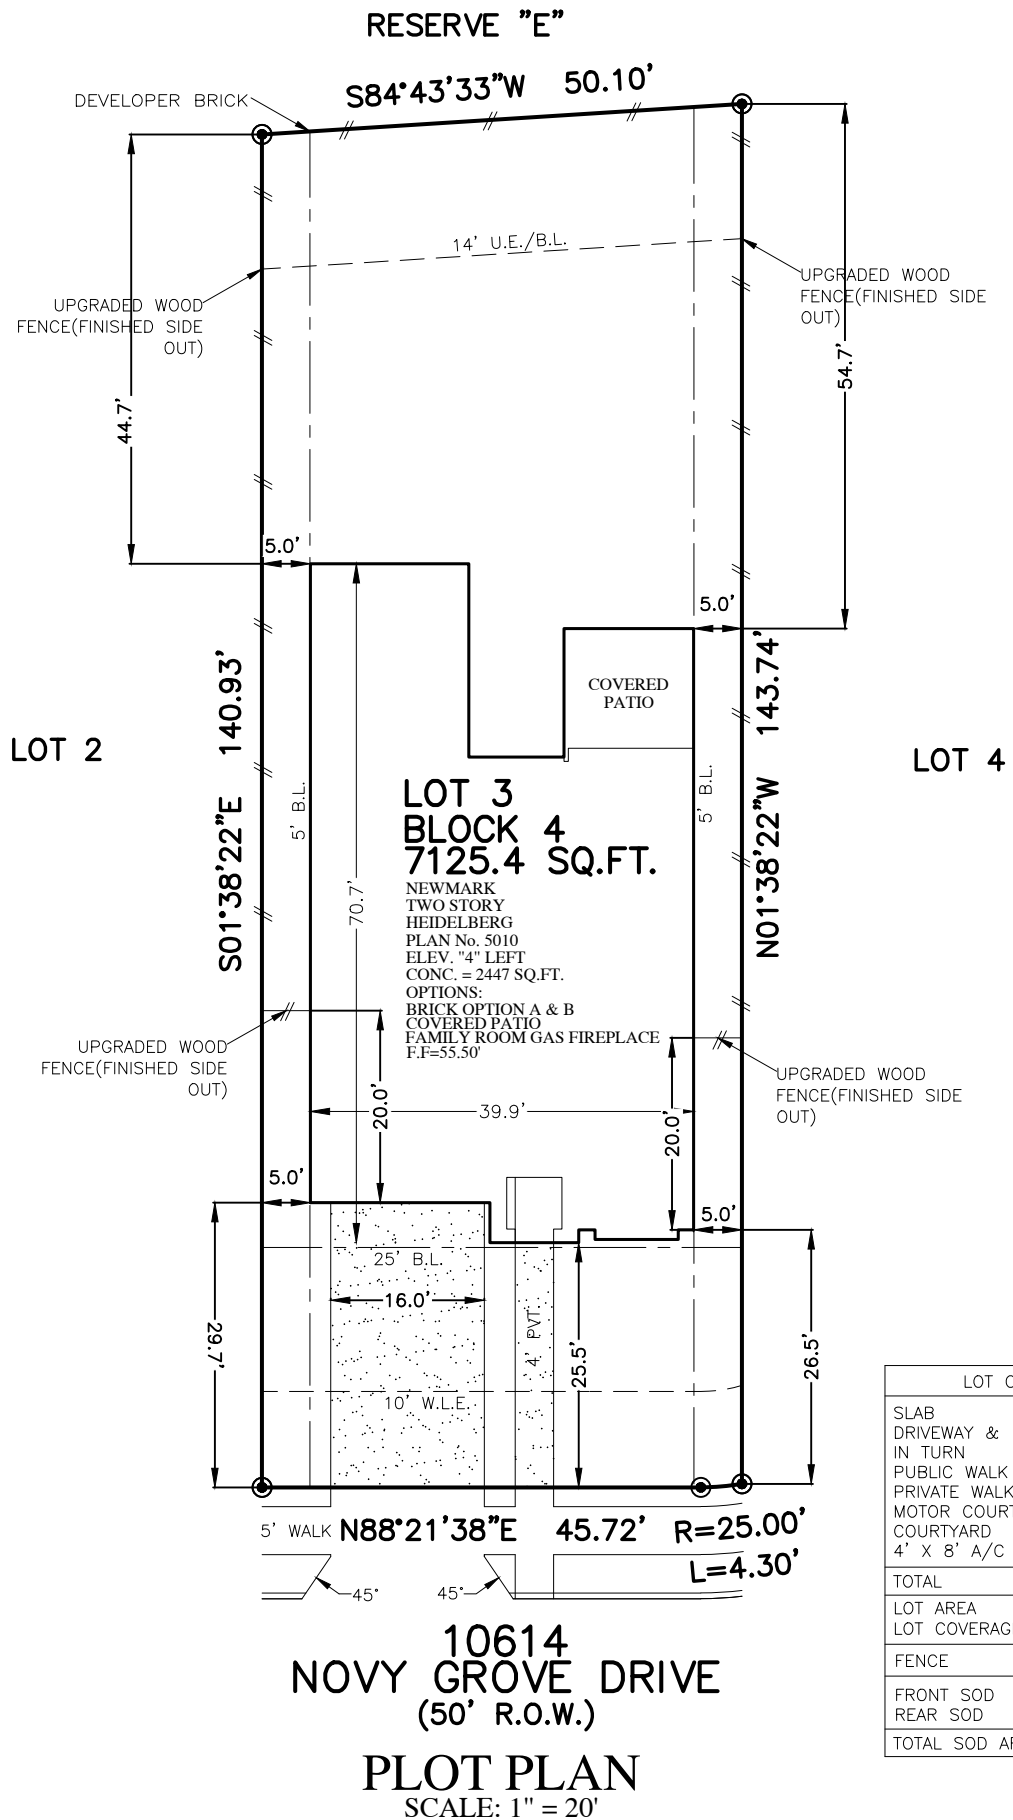 RESERVE "E"
S84°43'33"W 50.10'
DEVELOPER BRICK
14' U.E./B.L.
UPGRADED WOOD
FENCE(FINISHED SIDE
OUT)
UPGRADED WOOD
FENCE(FINISHED SIDE
OUT)
44.7'
54.7'
5.0'
5.0'
COVERED
PATIO
S01°38'22"E 140.93'
N01°38'22"W 143.74'
LOT 2
LOT 4
5' B.L.
5' B.L.
70.7'
LOT 3
BLOCK 4
7125.4 SQ.FT.
NEWMARK
TWO STORY
HEIDELBERG
PLAN No. 5010
ELEV. "4" LEFT
CONC. = 2447 SQ.FT.
OPTIONS:
BRICK OPTION A & B
COVERED PATIO
FAMILY ROOM GAS FIREPLACE
F.F=55.50'
UPGRADED WOOD
FENCE(FINISHED SIDE
OUT)
UPGRADED WOOD
FENCE(FINISHED SIDE
OUT)
20.0'
39.9'
20.0'
5.0'
5.0'
25' B.L.
16.0'
29.7'
4' PVT.
25.5'
26.5'
10' W.L.E.
5' WALK
N88°21'38"E 45.72'
R=25.00'
L=4.30'
45°
45°
10614
NOVY GROVE DRIVE
(50' R.O.W.)
PLOT PLAN
SCALE: 1" = 20'
LOT C
SLAB
DRIVEWAY &
IN TURN
PUBLIC WALK
PRIVATE WALK
MOTOR COURT
COURTYARD
4' X 8' A/C
TOTAL
LOT AREA
LOT COVERAG
FENCE
FRONT SOD
REAR SOD
TOTAL SOD AR